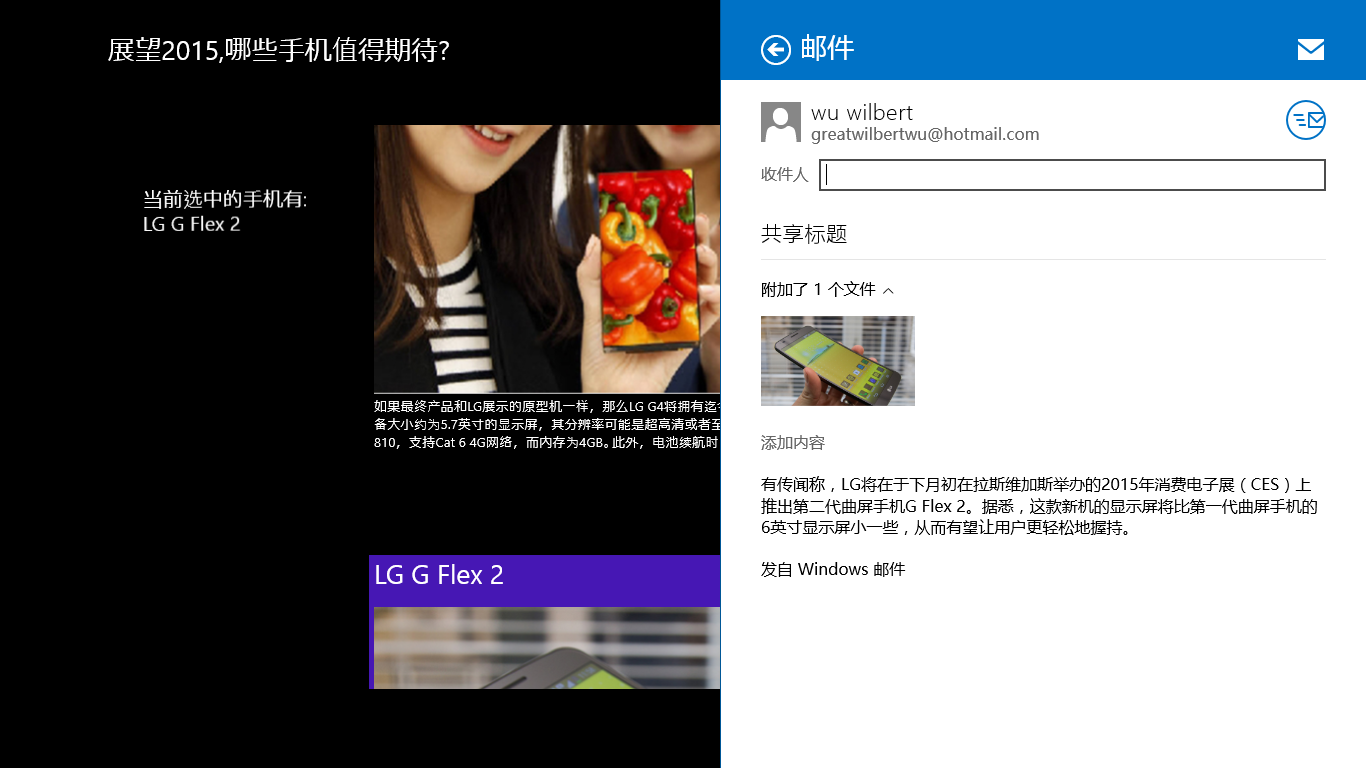 展望2015,哪些手机值得期待?
当前选中的手机有:
LG G Flex 2
如果最终产品和LG展示的原型机一样，那么LG G4将拥有迄
备大小约为5.7英寸的显示屏，其分辨率可能是超高清或者至
810，支持Cat 6 4G网络，而内存为4GB。此外，电池续航时
LG G Flex 2
邮件
wu wilbert
greatwilbertwu@hotmail.com
收件人
共享标题
附加了 1 个文件
添加内容
有传闻称，LG将在于下月初在拉斯维加斯举办的2015年消费电子展（CES）上
推出第二代曲屏手机G Flex 2。据悉，这款新机的显示屏将比第一代曲屏手机的
6英寸显示屏小一些，从而有望让用户更轻松地握持。
发自 Windows 邮件